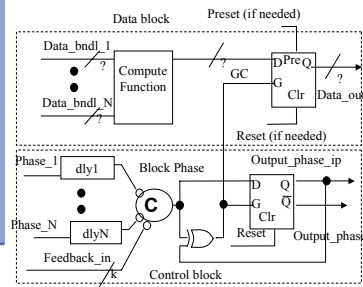 Data block
Preset (if needed)
Data_bndl_1
?
Compute
Function
?
D Pre Q
GC
G
Clr
?
Data_out
Data_bndl_N
?
Reset (if needed)
Phase_1
dly1
Block Phase
Output_phase_ip
C
D Q
G Q
Clr
Phase_N
dlyN
Reset
Output_phase
Feedback_in
k
Control block